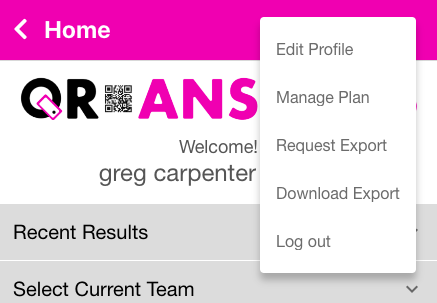 Home
QR ANS
Welcome!
greg carpenter
Edit Profile
Manage Plan
Request Export
Download Export
Log out
Recent Results
Select Current Team